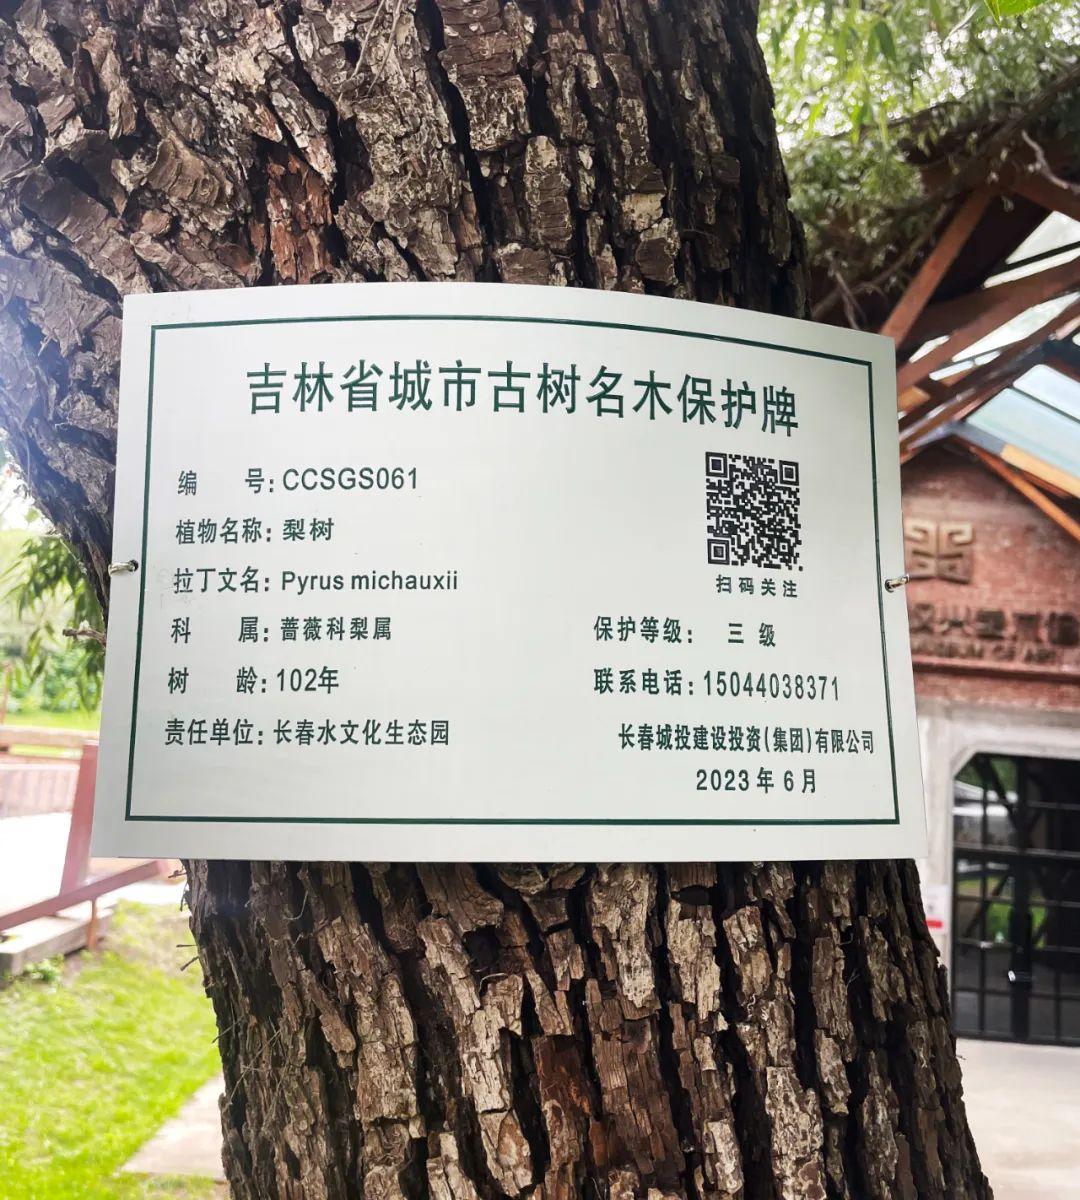 吉林省城市古树名木保护牌
编 号: CCSGS061
植物名称: 梨树
拉丁文名: Pyrus michauxii
扫码关注
科 属: 蔷薇科梨属
保护等级: 三级
树 龄: 102年
联系电话: 15044038371
责任单位: 长春水文化生态园
长春城投建设投资(集团)有限公司
2023年6月